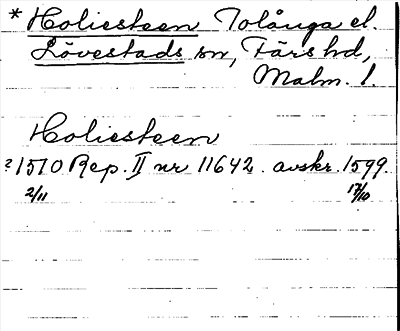 * Holiesteen Tolånga el.
Lövestads sn, Färs hd,
Malm. l.
Holiesteen
? 1510 Rep. II nr 11642. avskr. 1599.
2/11 17/10